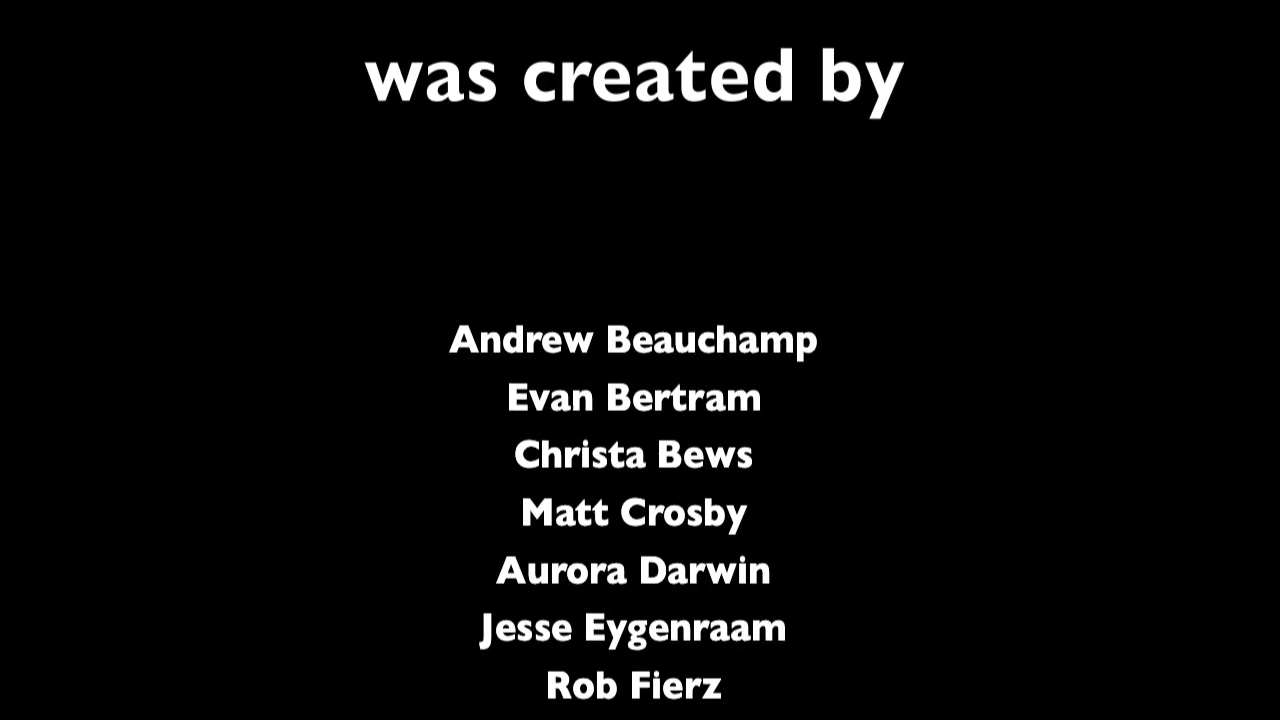 was created by
Andrew Beauchamp
Evan Bertram
Christa Bews
Matt Crosby
Aurora Darwin
Jesse Eygenraam
Rob Fierz